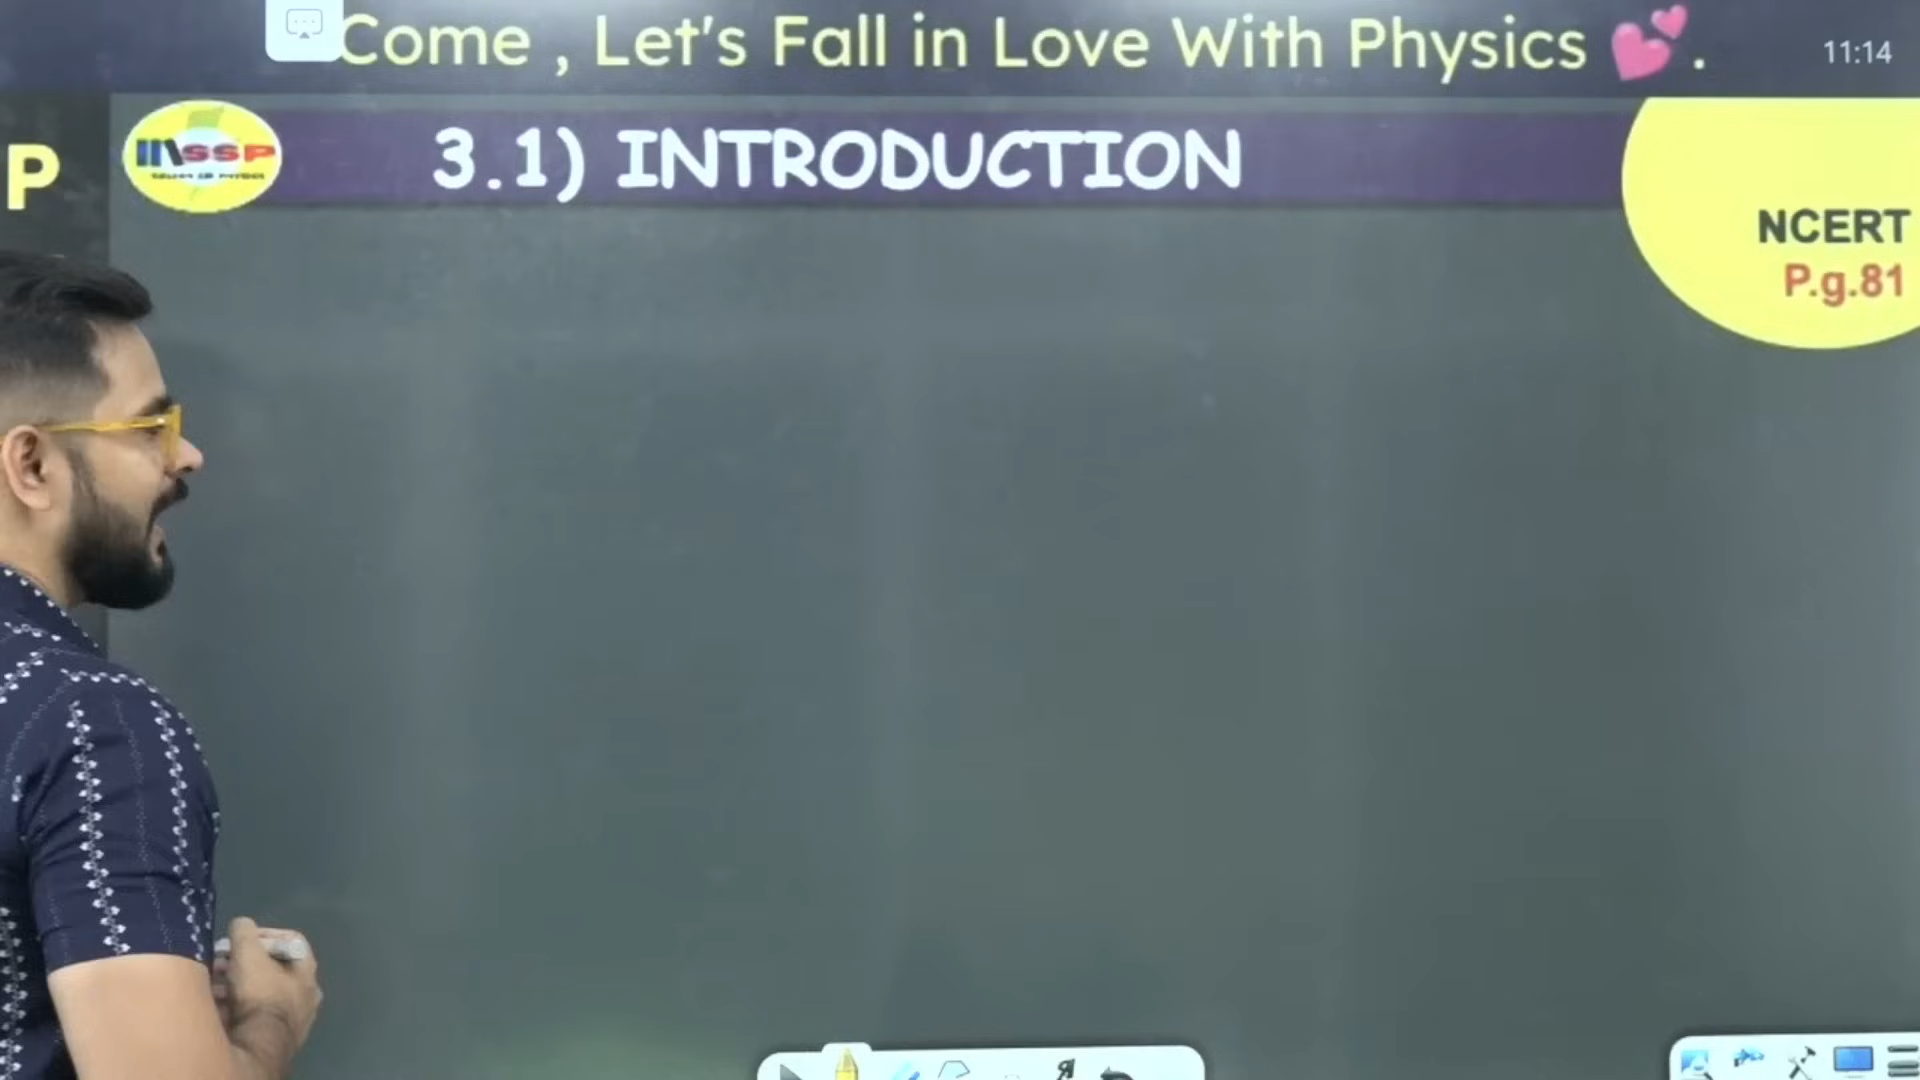 Come , Let's Fall in Love With Physics 💕 .
11:14
P
SSP
3.1) INTRODUCTION
NCERT
P.g.81